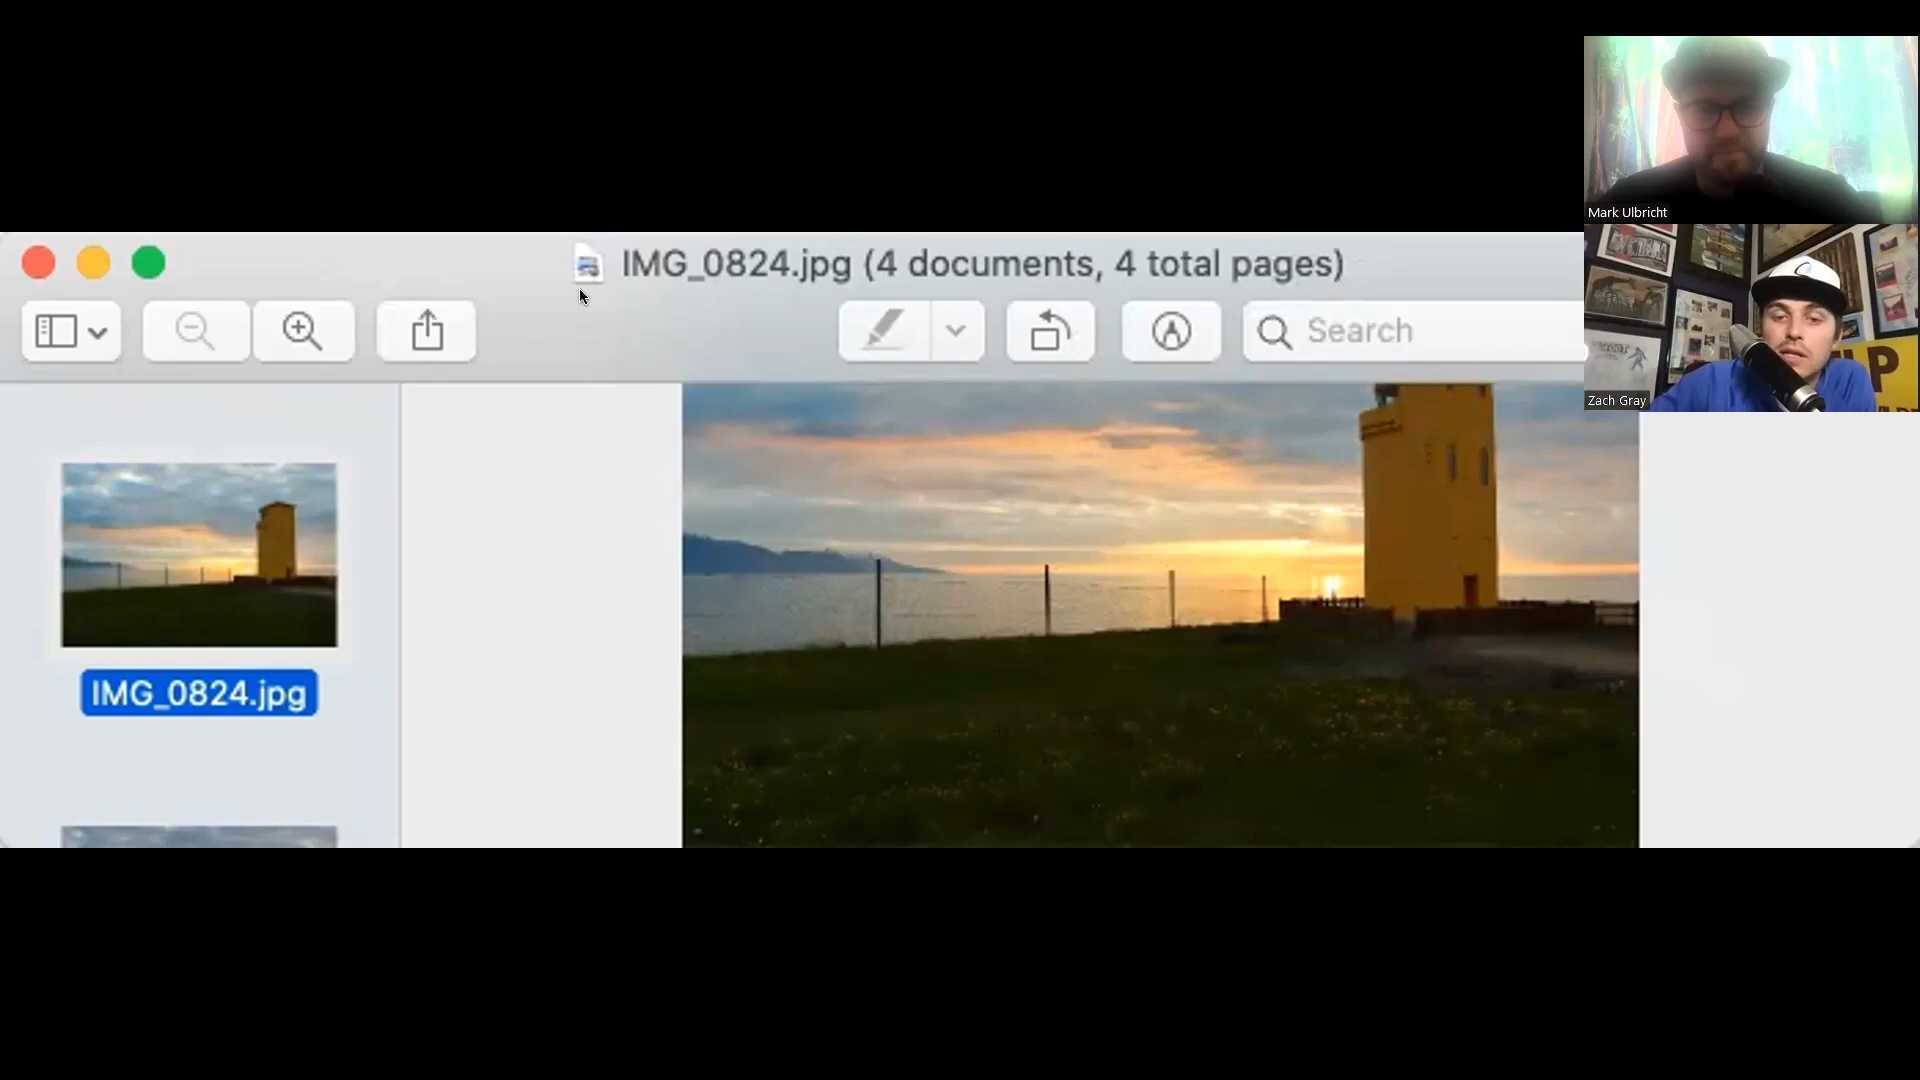 Mark Ulbricht
IMG_0824.jpg (4 documents, 4 total pages)
Search
Zach Gray
IMG_0824.jpg